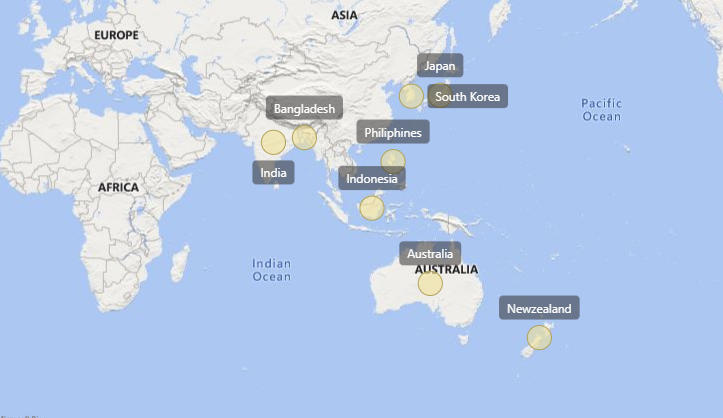 ASIA
EUROPE
Japan
South Korea
Bangladesh
Pacific
Ocean
Philiphines
India
Indonesia
AFRICA
Australia
AUSTRALIA
Indian
Ocean
Newzealand